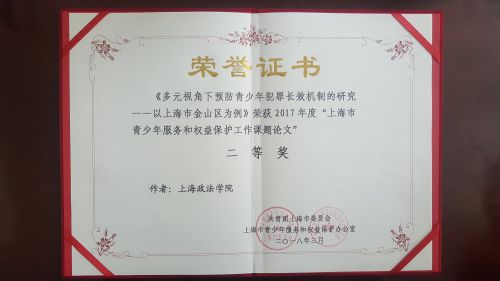 荣誉证书
《多元视角下预防青少年犯罪长效机制的研究
——以上海市金山区为例》荣获2017年度“上海市
青少年服务和权益保护工作课题论文”
二等奖
作者：上海政法学院
共青团上海市委员会
上海市青少年服务和权益保护办公室
二〇一八年三月